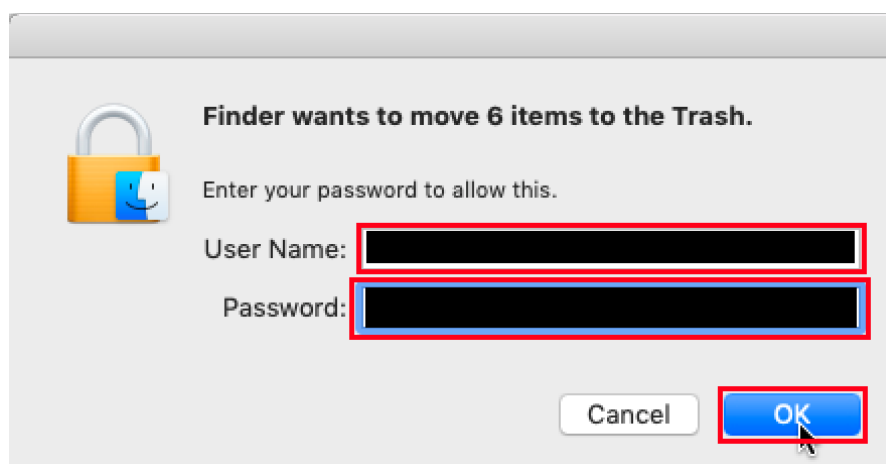 Finder wants to move 6 items to the Trash.
Enter your password to allow this.
User Name:
Password:
Cancel OK